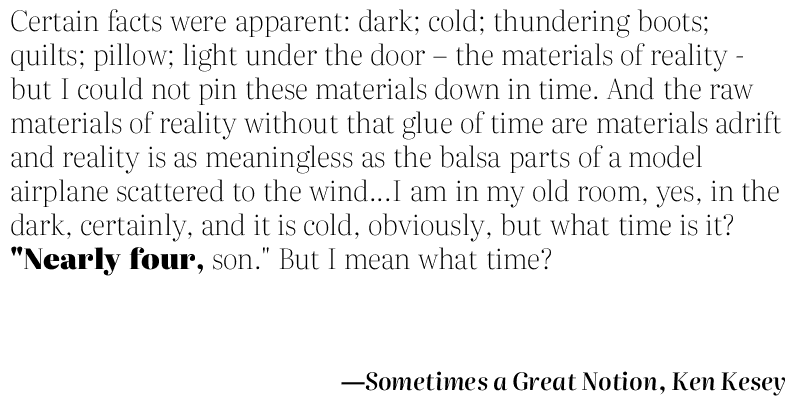 Certain facts were apparent: dark; cold; thundering boots;
quilts; pillow; light under the door – the materials of reality -
but I could not pin these materials down in time. And the raw
materials of reality without that glue of time are materials adrift
and reality is as meaningless as the balsa parts of a model
airplane scattered to the wind...I am in my old room, yes, in the
dark, certainly, and it is cold, obviously, but what time is it?
"Nearly four, son." But I mean what time?
—Sometimes a Great Notion, Ken Kesey